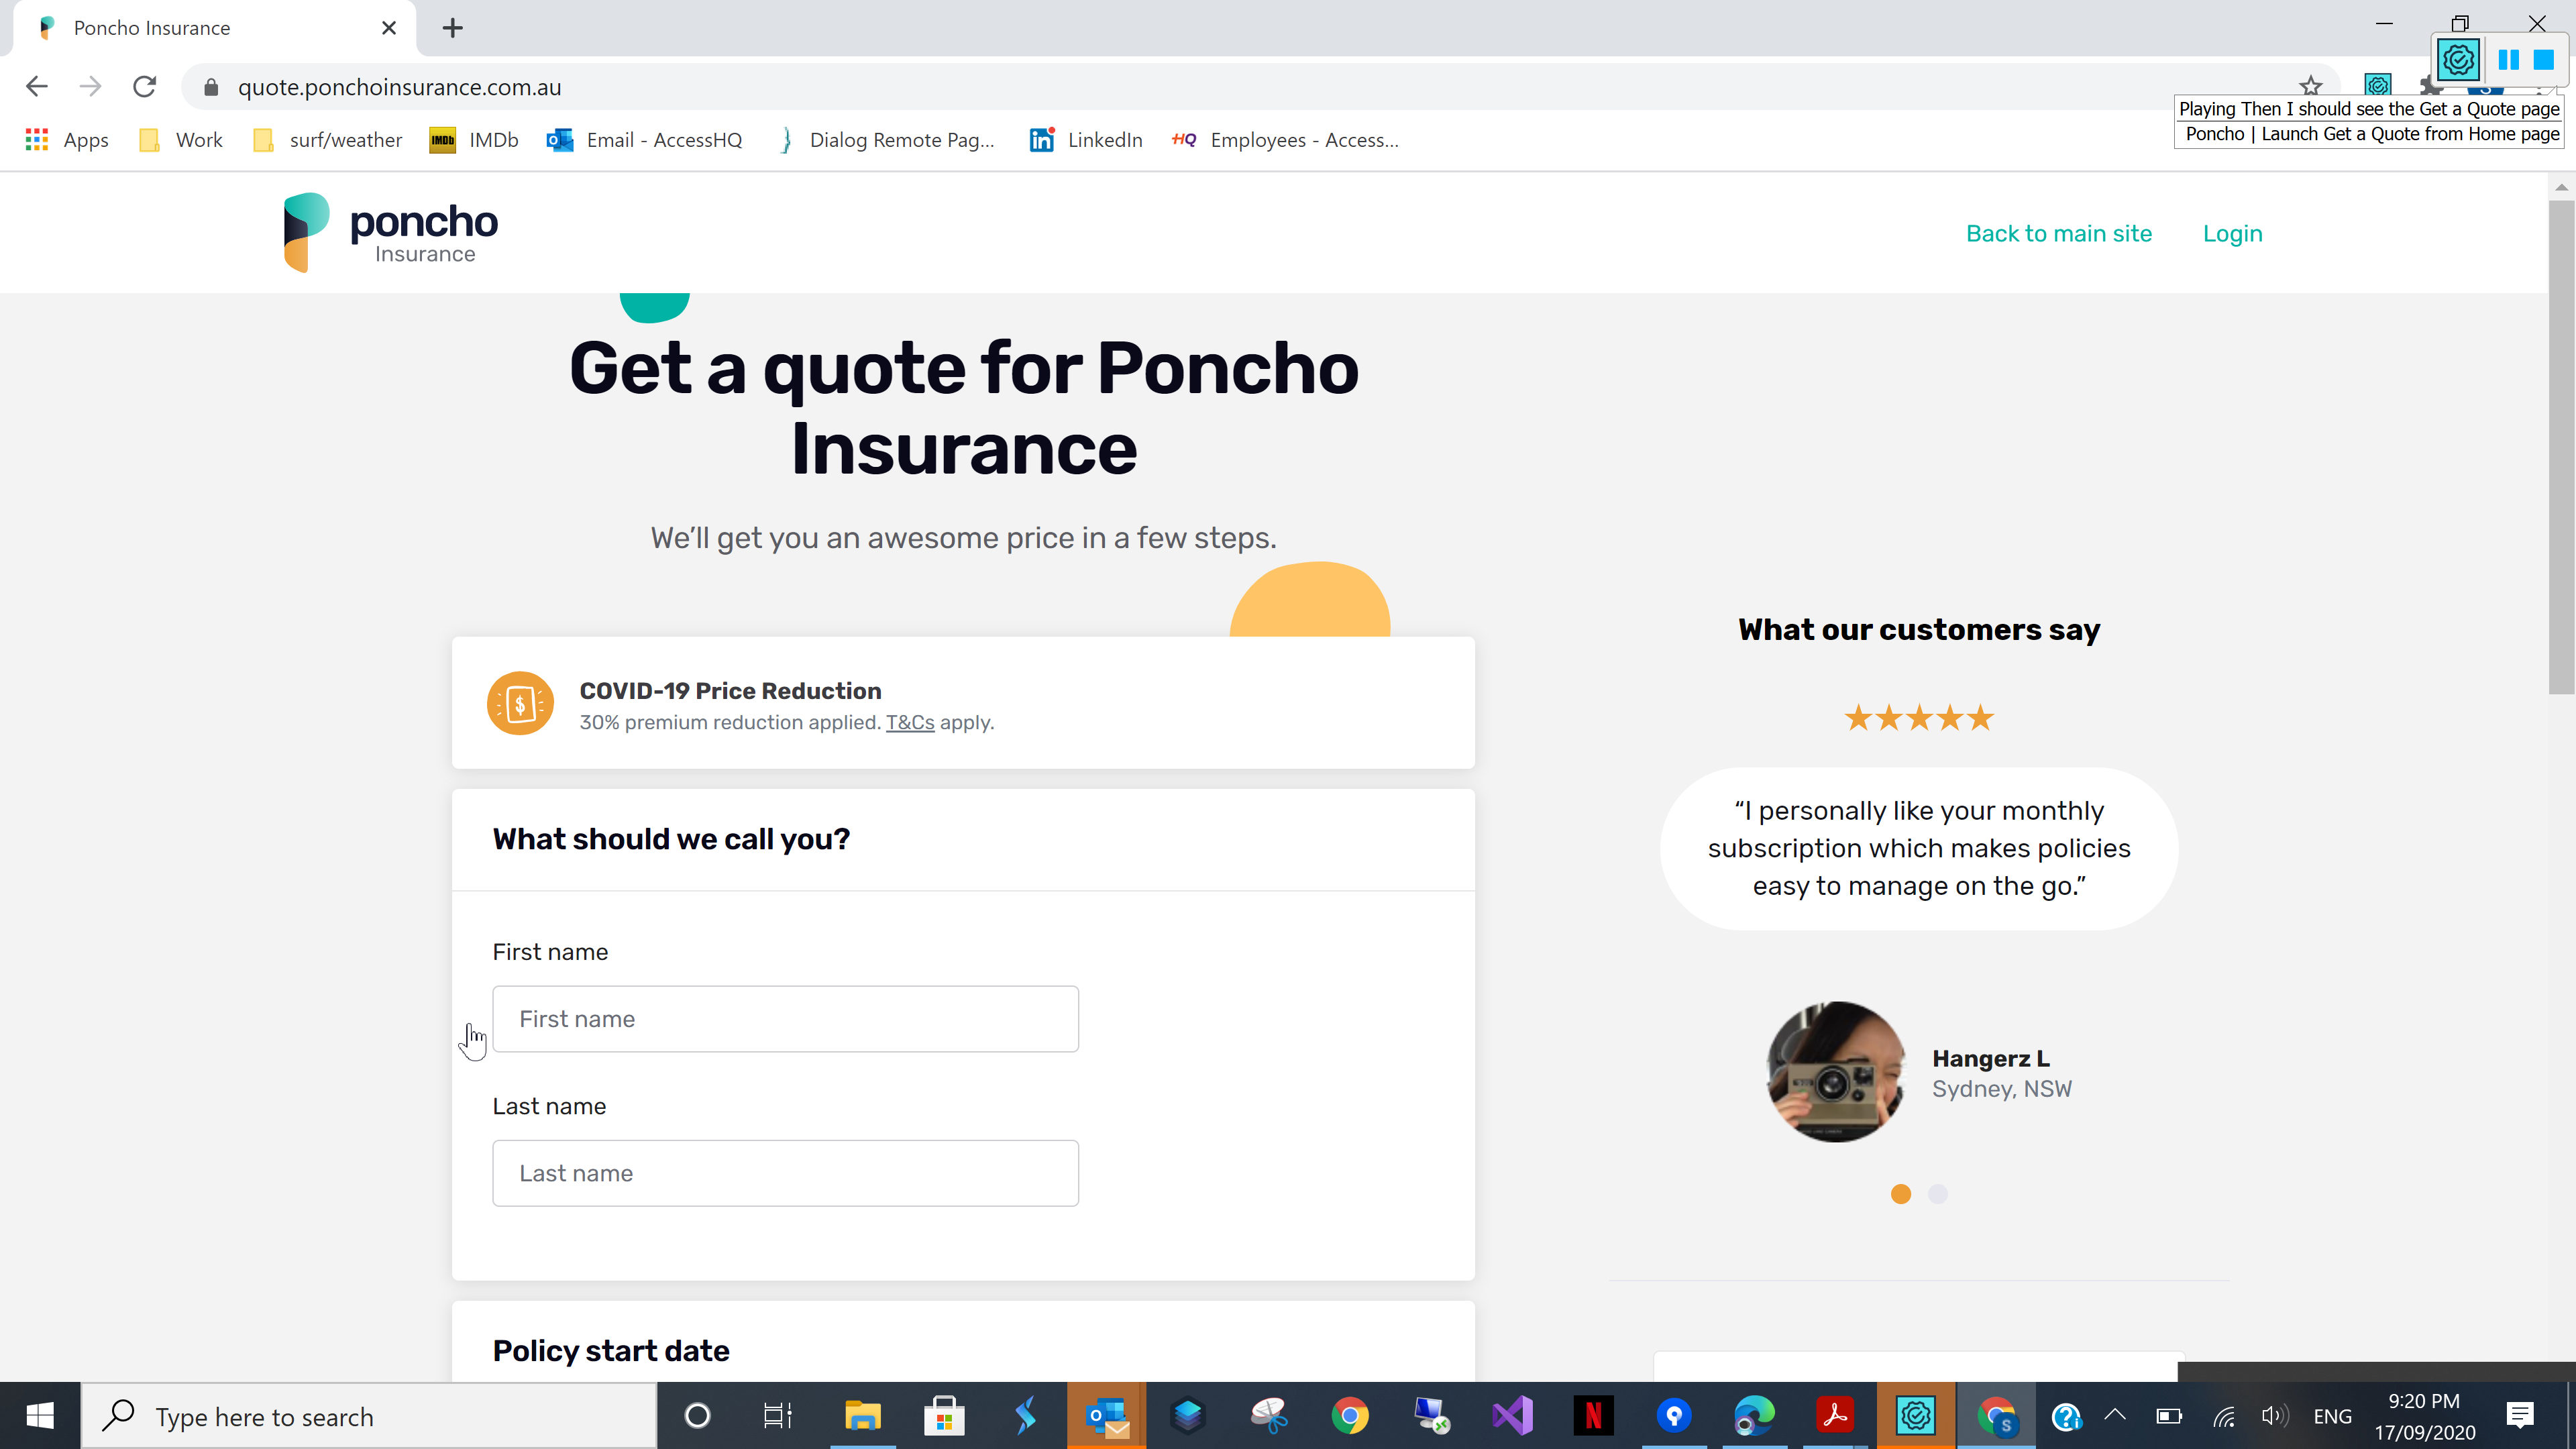 Poncho Insurance
quote.ponchoinsurance.com.au
Playing Then I should see the Get a Quote page
Poncho | Launch Get a Quote from Home page
Apps
Work
surf/weather
IMDb
IMDb
Email - AccessHQ
Dialog Remote Pag...
LinkedIn
HQ
Employees - Access...
poncho
Insurance
Back to main site
Login
Get a quote for Poncho
Insurance
We'll get you an awesome price in a few steps.
COVID-19 Price Reduction
30% premium reduction applied. T&Cs apply.
What should we call you?
First name
First name
Last name
Last name
Policy start date
What our customers say
“I personally like your monthly
subscription which makes policies
easy to manage on the go.”
Hangerz L
Sydney, NSW
Type here to search
ENG
9:20 PM
17/09/2020